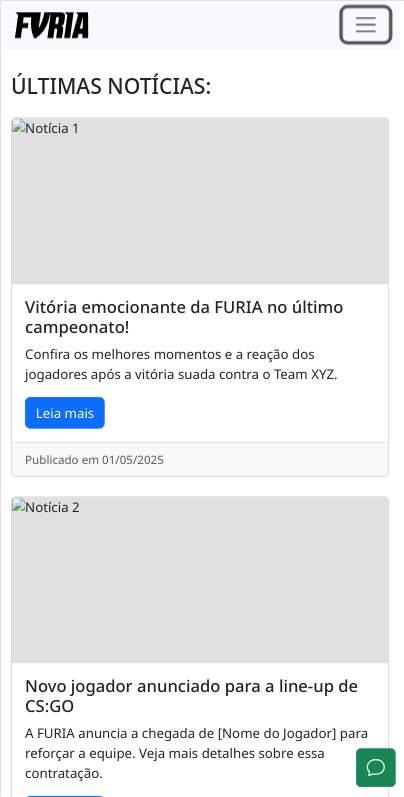 FURIA
ÚLTIMAS NOTÍCIAS:
Notícia 1
Vitória emocionante da FURIA no último
campeonato!
Confira os melhores momentos e a reação dos
jogadores após a vitória suada contra o Team XYZ.
Leia mais
Publicado em 01/05/2025
Notícia 2
Novo jogador anunciado para a line-up de
CS:GO
A FURIA anuncia a chegada de [Nome do Jogador] para
reforçar a equipe. Veja mais detalhes sobre essa
contratação.